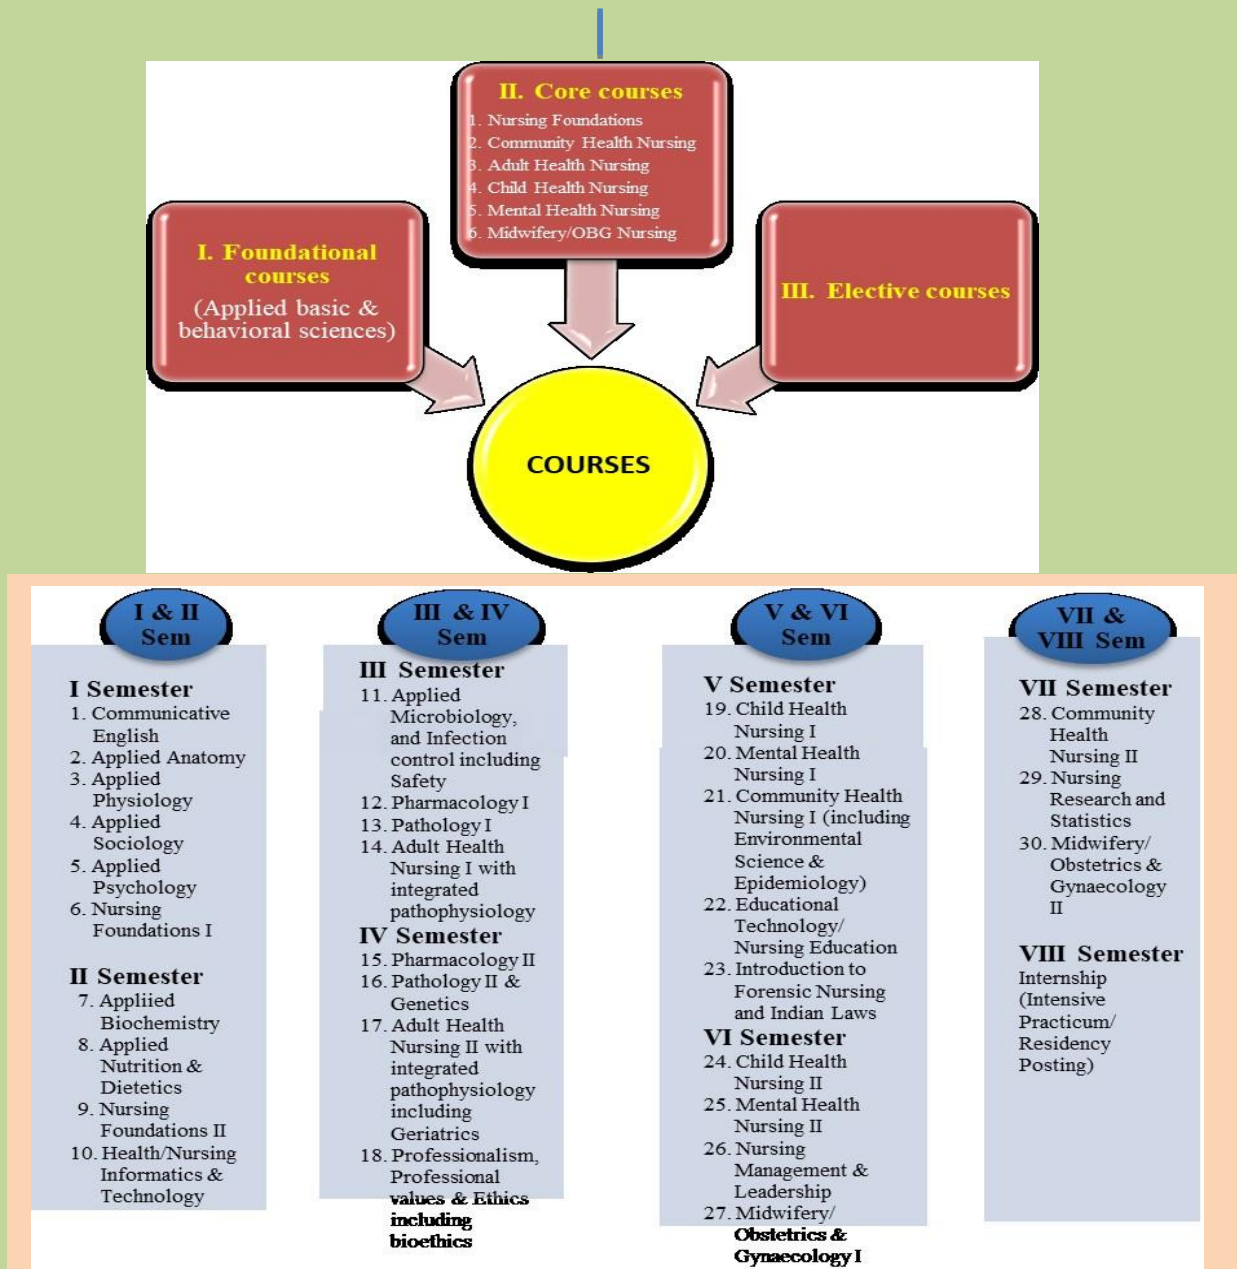 II. Core courses
1. Nursing Foundations
2. Community Health Nursing
3. Adult Health Nursing
4. Child Health Nursing
5. Mental Health Nursing
6. Midwifery/OBG Nursing
I. Foundational
courses
(Applied basic &
behavioral sciences)
III. Elective courses
COURSES
I & II
Sem
I Semester
1. Communicative
English
2. Applied Anatomy
3. Applied
Physiology
4. Applied
Sociology
5. Applied
Psychology
6. Nursing
Foundations I
II Semester
7. Appliied
Biochemistry
8. Applied
Nutrition &
Dietetics
9. Nursing
Foundations II
10. Health/Nursing
Informatics &
Technology
III & IV
Sem
III Semester
11. Applied
Microbiology,
and Infection
control including
Safety
12. Pharmacology I
13. Pathology I
14. Adult Health
Nursing I with
integrated
pathophysiology
IV Semester
15. Pharmacology II
16. Pathology II &
Genetics
17. Adult Health
Nursing II with
integrated
pathophysiology
including
Geriatrics
18. Professionalism,
Professional
values & Ethics
including
bioethics
V & VI
Sem
V Semester
19. Child Health
Nursing I
20. Mental Health
Nursing I
21. Community Health
Nursing I (including
Environmental
Science &
Epidemiology)
22. Educational
Technology/
Nursing Education
23. Introduction to
Forensic Nursing
and Indian Laws
VI Semester
24. Child Health
Nursing II
25. Mental Health
Nursing II
26. Nursing
Management &
Leadership
27. Midwifery/
Obstetrics &
Gynaecology I
VII &
VIII Sem
VII Semester
28. Community
Health
Nursing II
29. Nursing
Research and
Statistics
30. Midwifery/
Obstetrics &
Gynaecology
II
VIII Semester
Internship
(Intensive
Practicum/
Residency
Posting)